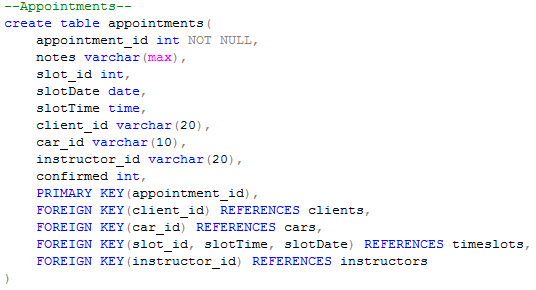 --Appointments--
create table appointments(
appointment_id int NOT NULL,
notes varchar(max),
slot_id int,
slotDate date,
slotTime time,
client_id varchar(20),
car_id varchar(10),
instructor_id varchar(20),
confirmed int,
PRIMARY KEY(appointment_id),
FOREIGN KEY(client_id) REFERENCES clients,
FOREIGN KEY(car_id) REFERENCES cars,
FOREIGN KEY(slot_id, slotTime, slotDate) REFERENCES timeslots,
FOREIGN KEY(instructor_id) REFERENCES instructors
)